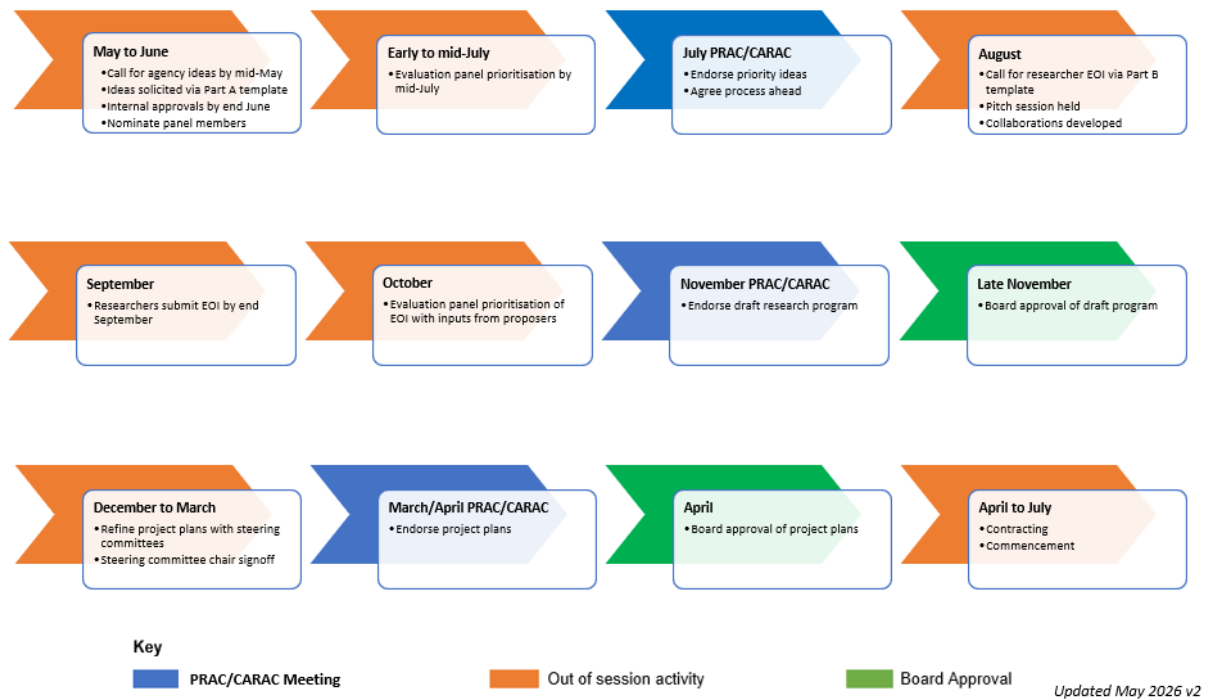 May to June
•Call for agency ideas by mid-May
•Ideas solicited via Part A template
•Internal approvals by end June
•Nominate panel members
Early to mid-July
•Evaluation panel prioritisation by
mid-July
July PRAC/CARAC
•Endorse priority ideas
•Agree process ahead
August
•Call for researcher EOI via Part B
template
•Pitch session held
•Collaborations developed
September
•Researchers submit EOI by end
September
October
•Evaluation panel prioritisation of
EOI with inputs from proposers
November PRAC/CARAC
•Endorse draft research program
Late November
•Board approval of draft program
December to March
•Refine project plans with steering
committees
•Steering committee chair signoff
March/April PRAC/CARAC
•Endorse project plans
April
•Board approval of project plans
April to July
•Contracting
•Commencement
Key
PRAC/CARAC Meeting
Out of session activity
Board Approval
Updated May 2026 v2